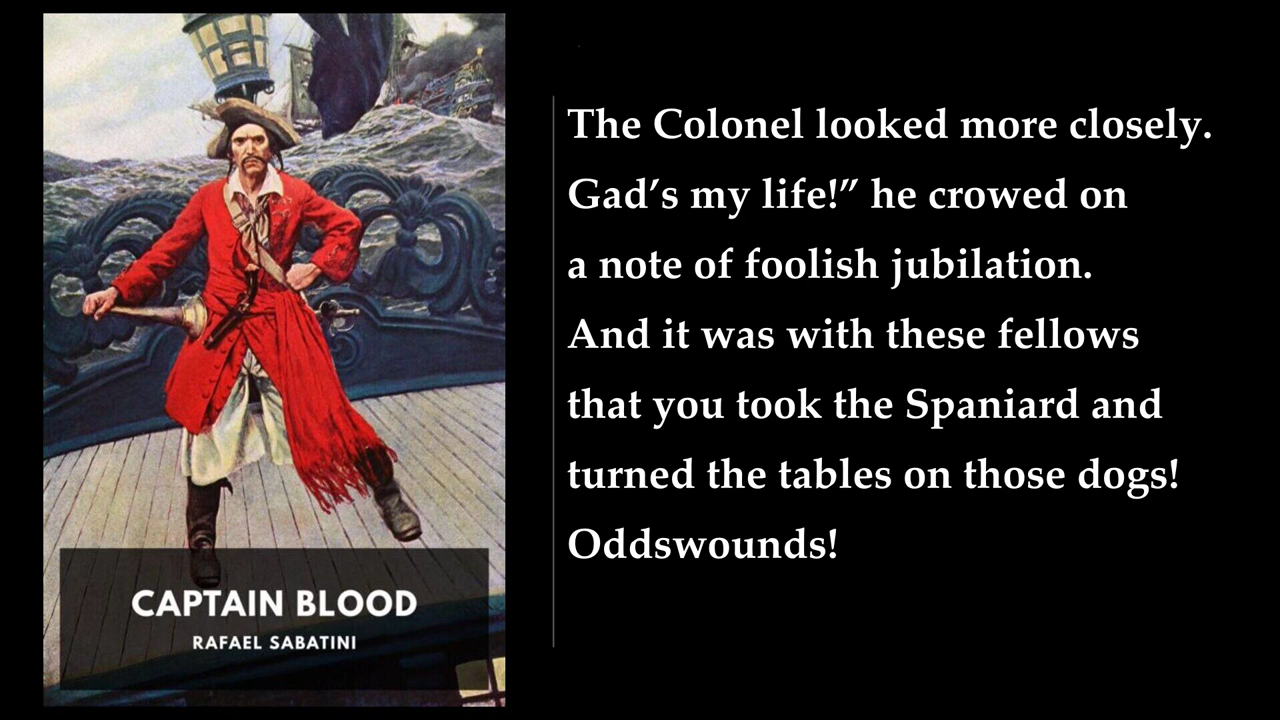 The Colonel looked more closely.
Gad’s my life!” he crowed on
a note of foolish jubilation.
And it was with these fellows
that you took the Spaniard and
turned the tables on those dogs!
Oddswounds!
CAPTAIN BLOOD
RAFAEL SABATINI